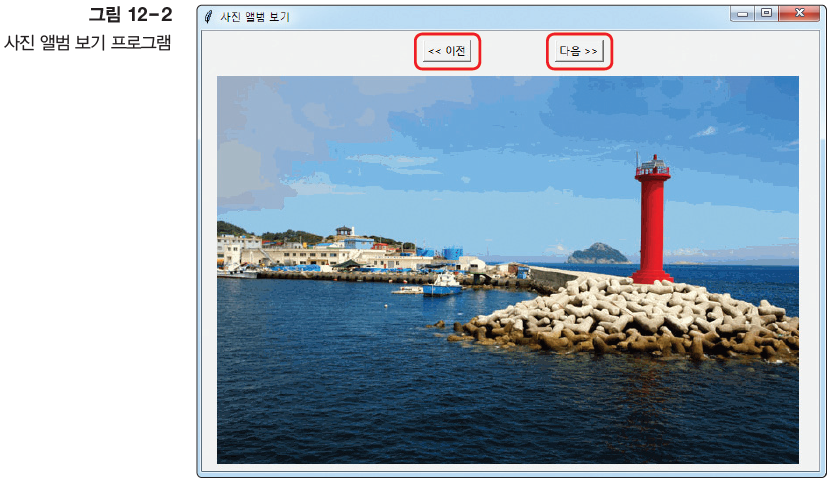 그림 12-2
사진 앨범 보기 프로그램
사진 앨범 보기
<< 이전
다음 >>